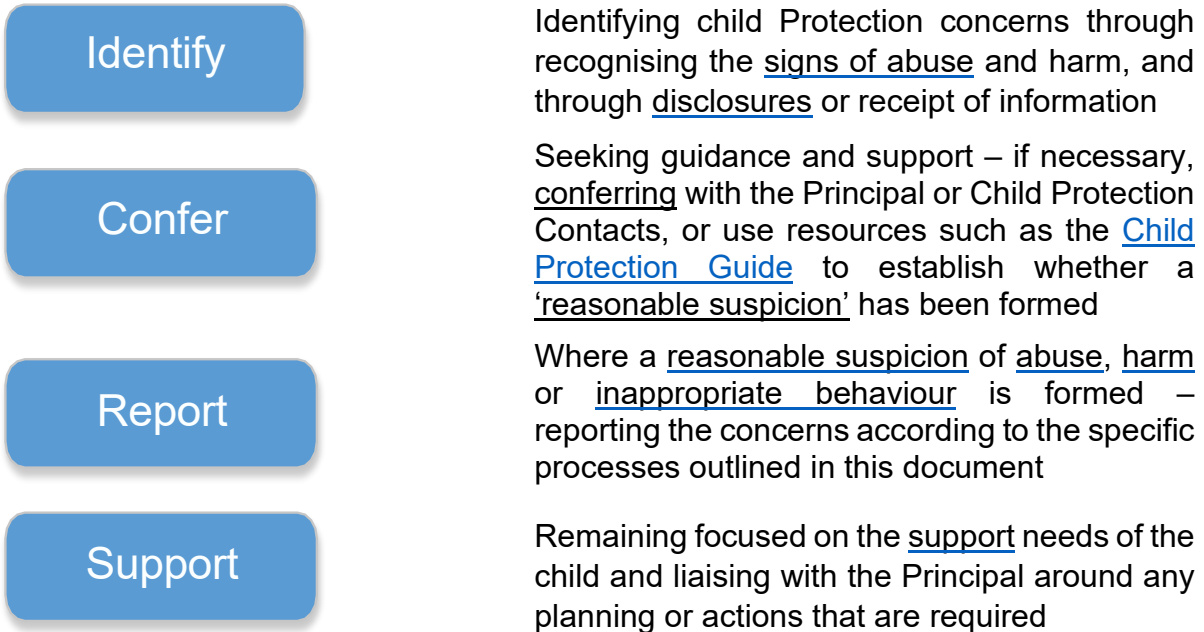 Identify
Identifying child Protection concerns through
recognising the signs of abuse and harm, and
through disclosures or receipt of information
Confer
Seeking guidance and support – if necessary,
conferring with the Principal or Child Protection
Contacts, or use resources such as the Child
Protection Guide to establish whether a
‘reasonable suspicion’ has been formed
Report
Where a reasonable suspicion of abuse, harm
or inappropriate behaviour is formed –
reporting the concerns according to the specific
processes outlined in this document
Support
Remaining focused on the support needs of the
child and liaising with the Principal around any
planning or actions that are required